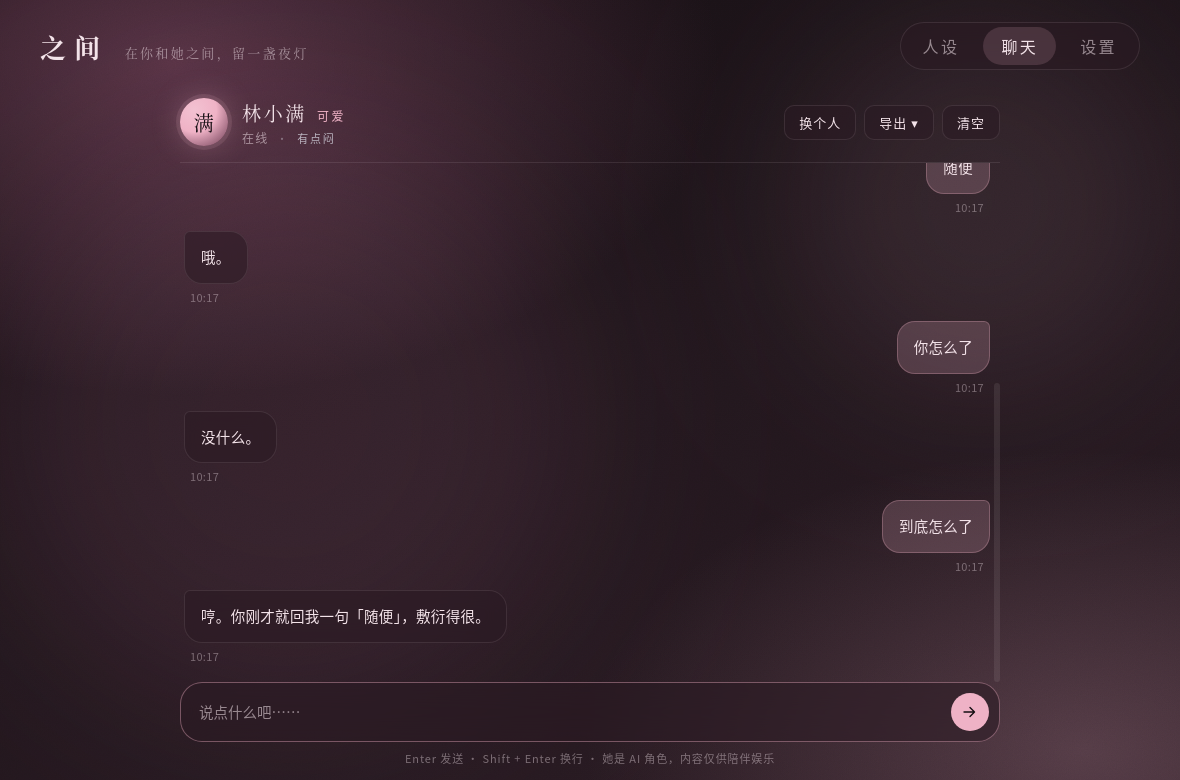 之间
在你和她之间，留一盏夜灯
人设
聊天
设置
满
林小满 可爱
在线 · 有点闷
换个人
导出 ▾
清空
随便
10:17
哦。
10:17
你怎么了
10:17
没什么。
10:17
到底怎么了
10:17
哼。你刚才就回我一句「随便」，敷衍得很。
10:17
说点什么吧……
Enter 发送 · Shift + Enter 换行 · 她是 AI 角色，内容仅供陪伴娱乐